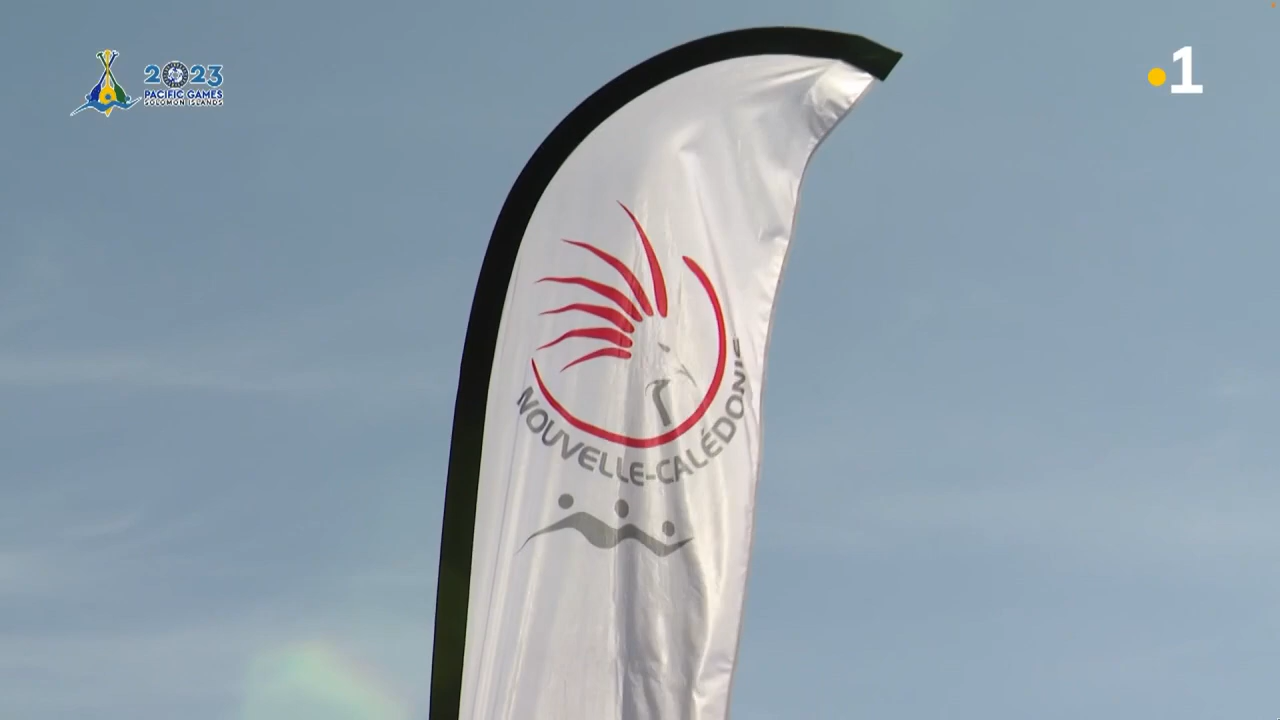 2023
PACIFIC GAMES
SOLOMON ISLANDS
1
NOUVELLE-CALÉDONIE